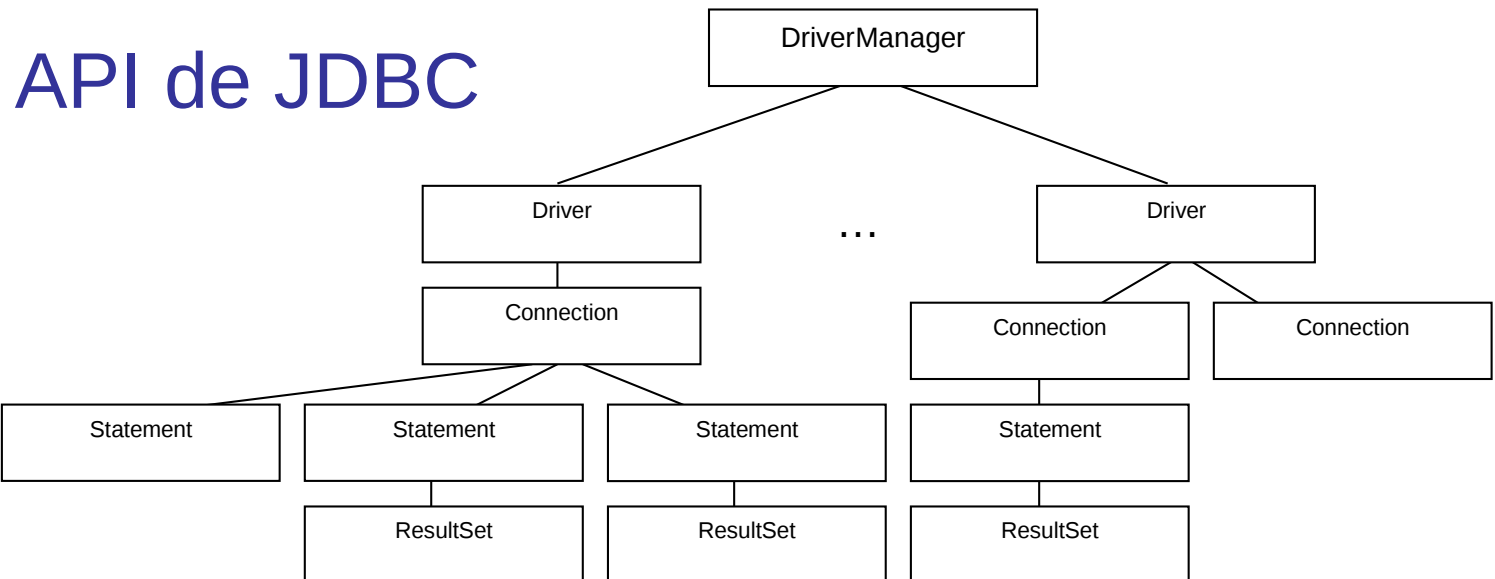 API de JDBC
DriverManager
Driver
...
Driver
Connection
Connection
Connection
Statement
Statement
Statement
Statement
ResultSet
ResultSet
ResultSet